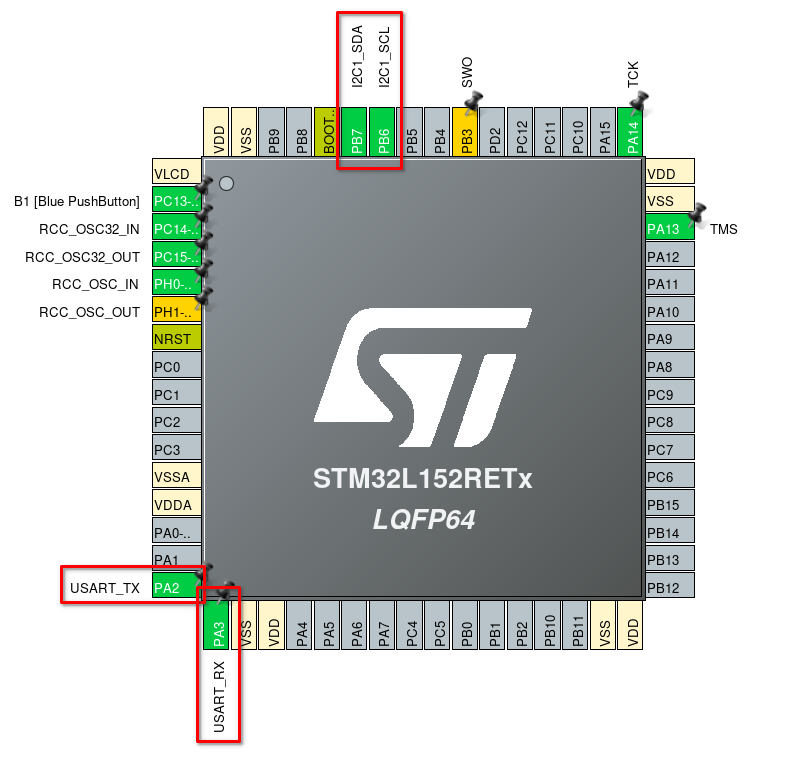 I2C1_SDA
I2C1_SCL
SWO
TCK
VDD
VSS
PB9
PB8
BOOT..
PB7
PB6
PB5
PB4
PB3
PD2
PC12
PC11
PC10
PA15
PA14
VLCD
B1 [Blue PushButton] PC13-..
RCC_OSC32_IN PC14-..
RCC_OSC32_OUT PC15-..
RCC_OSC_IN PH0-..
RCC_OSC_OUT PH1-..
NRST
PC0
PC1
PC2
PC3
VSSA
VDDA
PA0-..
PA1
USART_TX PA2
VDD
VSS
PA13 TMS
PA12
PA11
PA10
PA9
PA8
PC9
PC8
PC7
PC6
PB15
PB14
PB13
PB12
ST
STM32L152RETx
LQFP64
PA3
VSS
VDD
PA4
PA5
PA6
PA7
PC4
PC5
PB0
PB1
PB2
PB10
PB11
VSS
VDD
USART_RX